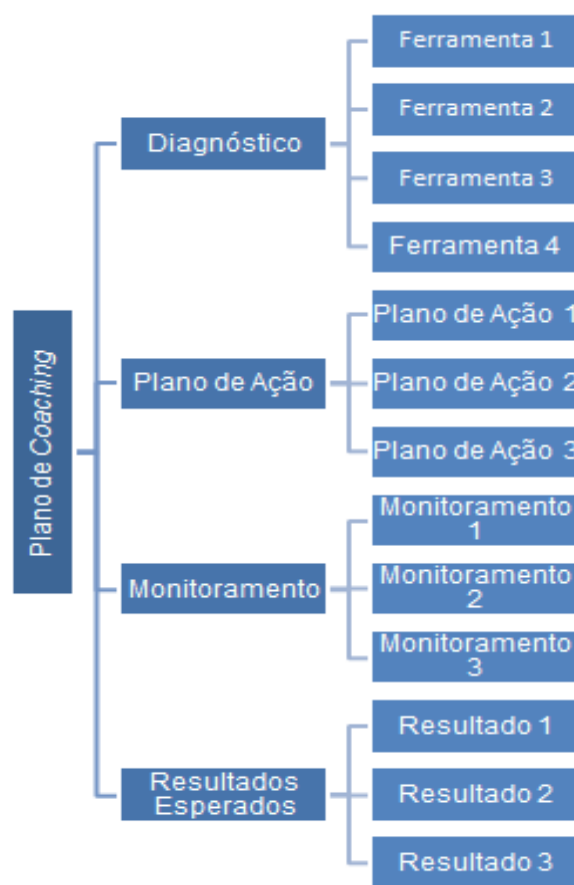 Plano de Coaching
Diagnóstico
Ferramenta 1
Ferramenta 2
Ferramenta 3
Ferramenta 4
Plano de Ação
Plano de Ação 1
Plano de Ação 2
Plano de Ação 3
Monitoramento
Monitoramento
1
Monitoramento
2
Monitoramento
3
Resultados
Esperados
Resultado 1
Resultado 2
Resultado 3